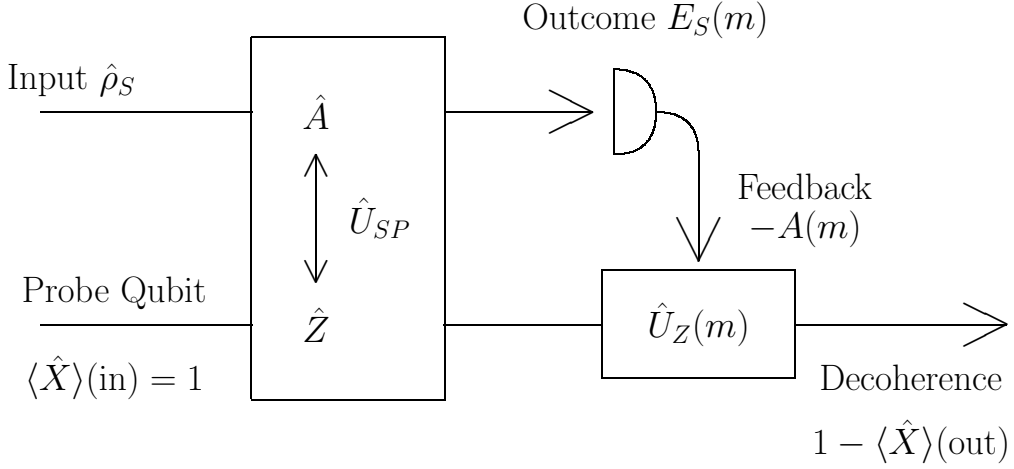 Outcome $E_S(m)$
Input $\hat{\rho}_S$
$\hat{A}$
$\hat{U}_{SP}$
Feedback
$-A(m)$
Probe Qubit
$\hat{Z}$
$\hat{U}_Z(m)$
$\langle\hat{X}\rangle(\text{in}) = 1$
Decoherence
$1 - \langle\hat{X}\rangle(\text{out})$